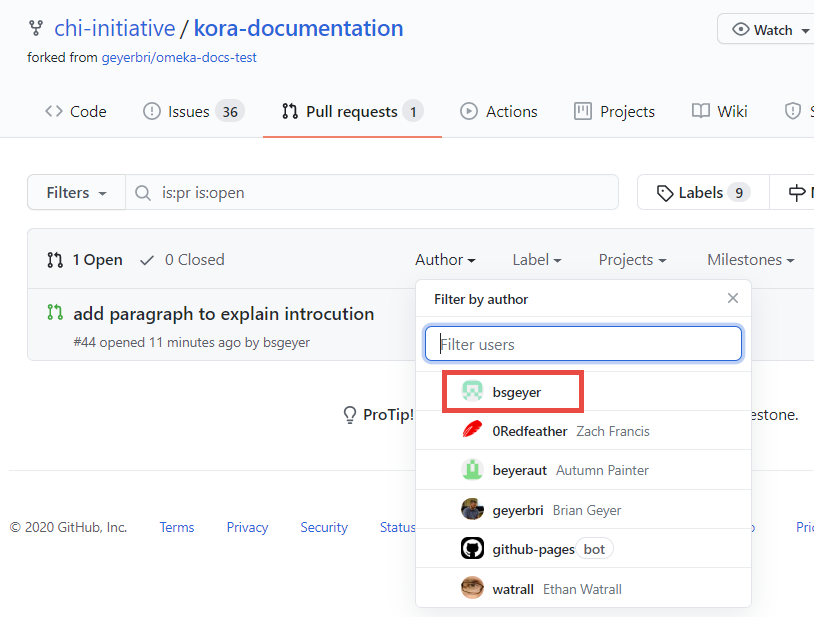 chi-initiative / kora-documentation
Watch
forked from geyerbri/omeka-docs-test
Code Issues 36 Pull requests 1 Actions Projects Wiki S
Filters is:pr is:open Labels 9
1 Open 0 Closed Author Label Projects Milestones
Filter by author
add paragraph to explain introcution
#44 opened 11 minutes ago by bsgeyer
Filter users
bsgeyer
ProTip! estone.
0Redfeather Zach Francis
beyeraut Autumn Painter
geyerbri Brian Geyer
© 2020 GitHub, Inc. Terms Privacy Security Status Pri
github-pages bot
watrall Ethan Watrall